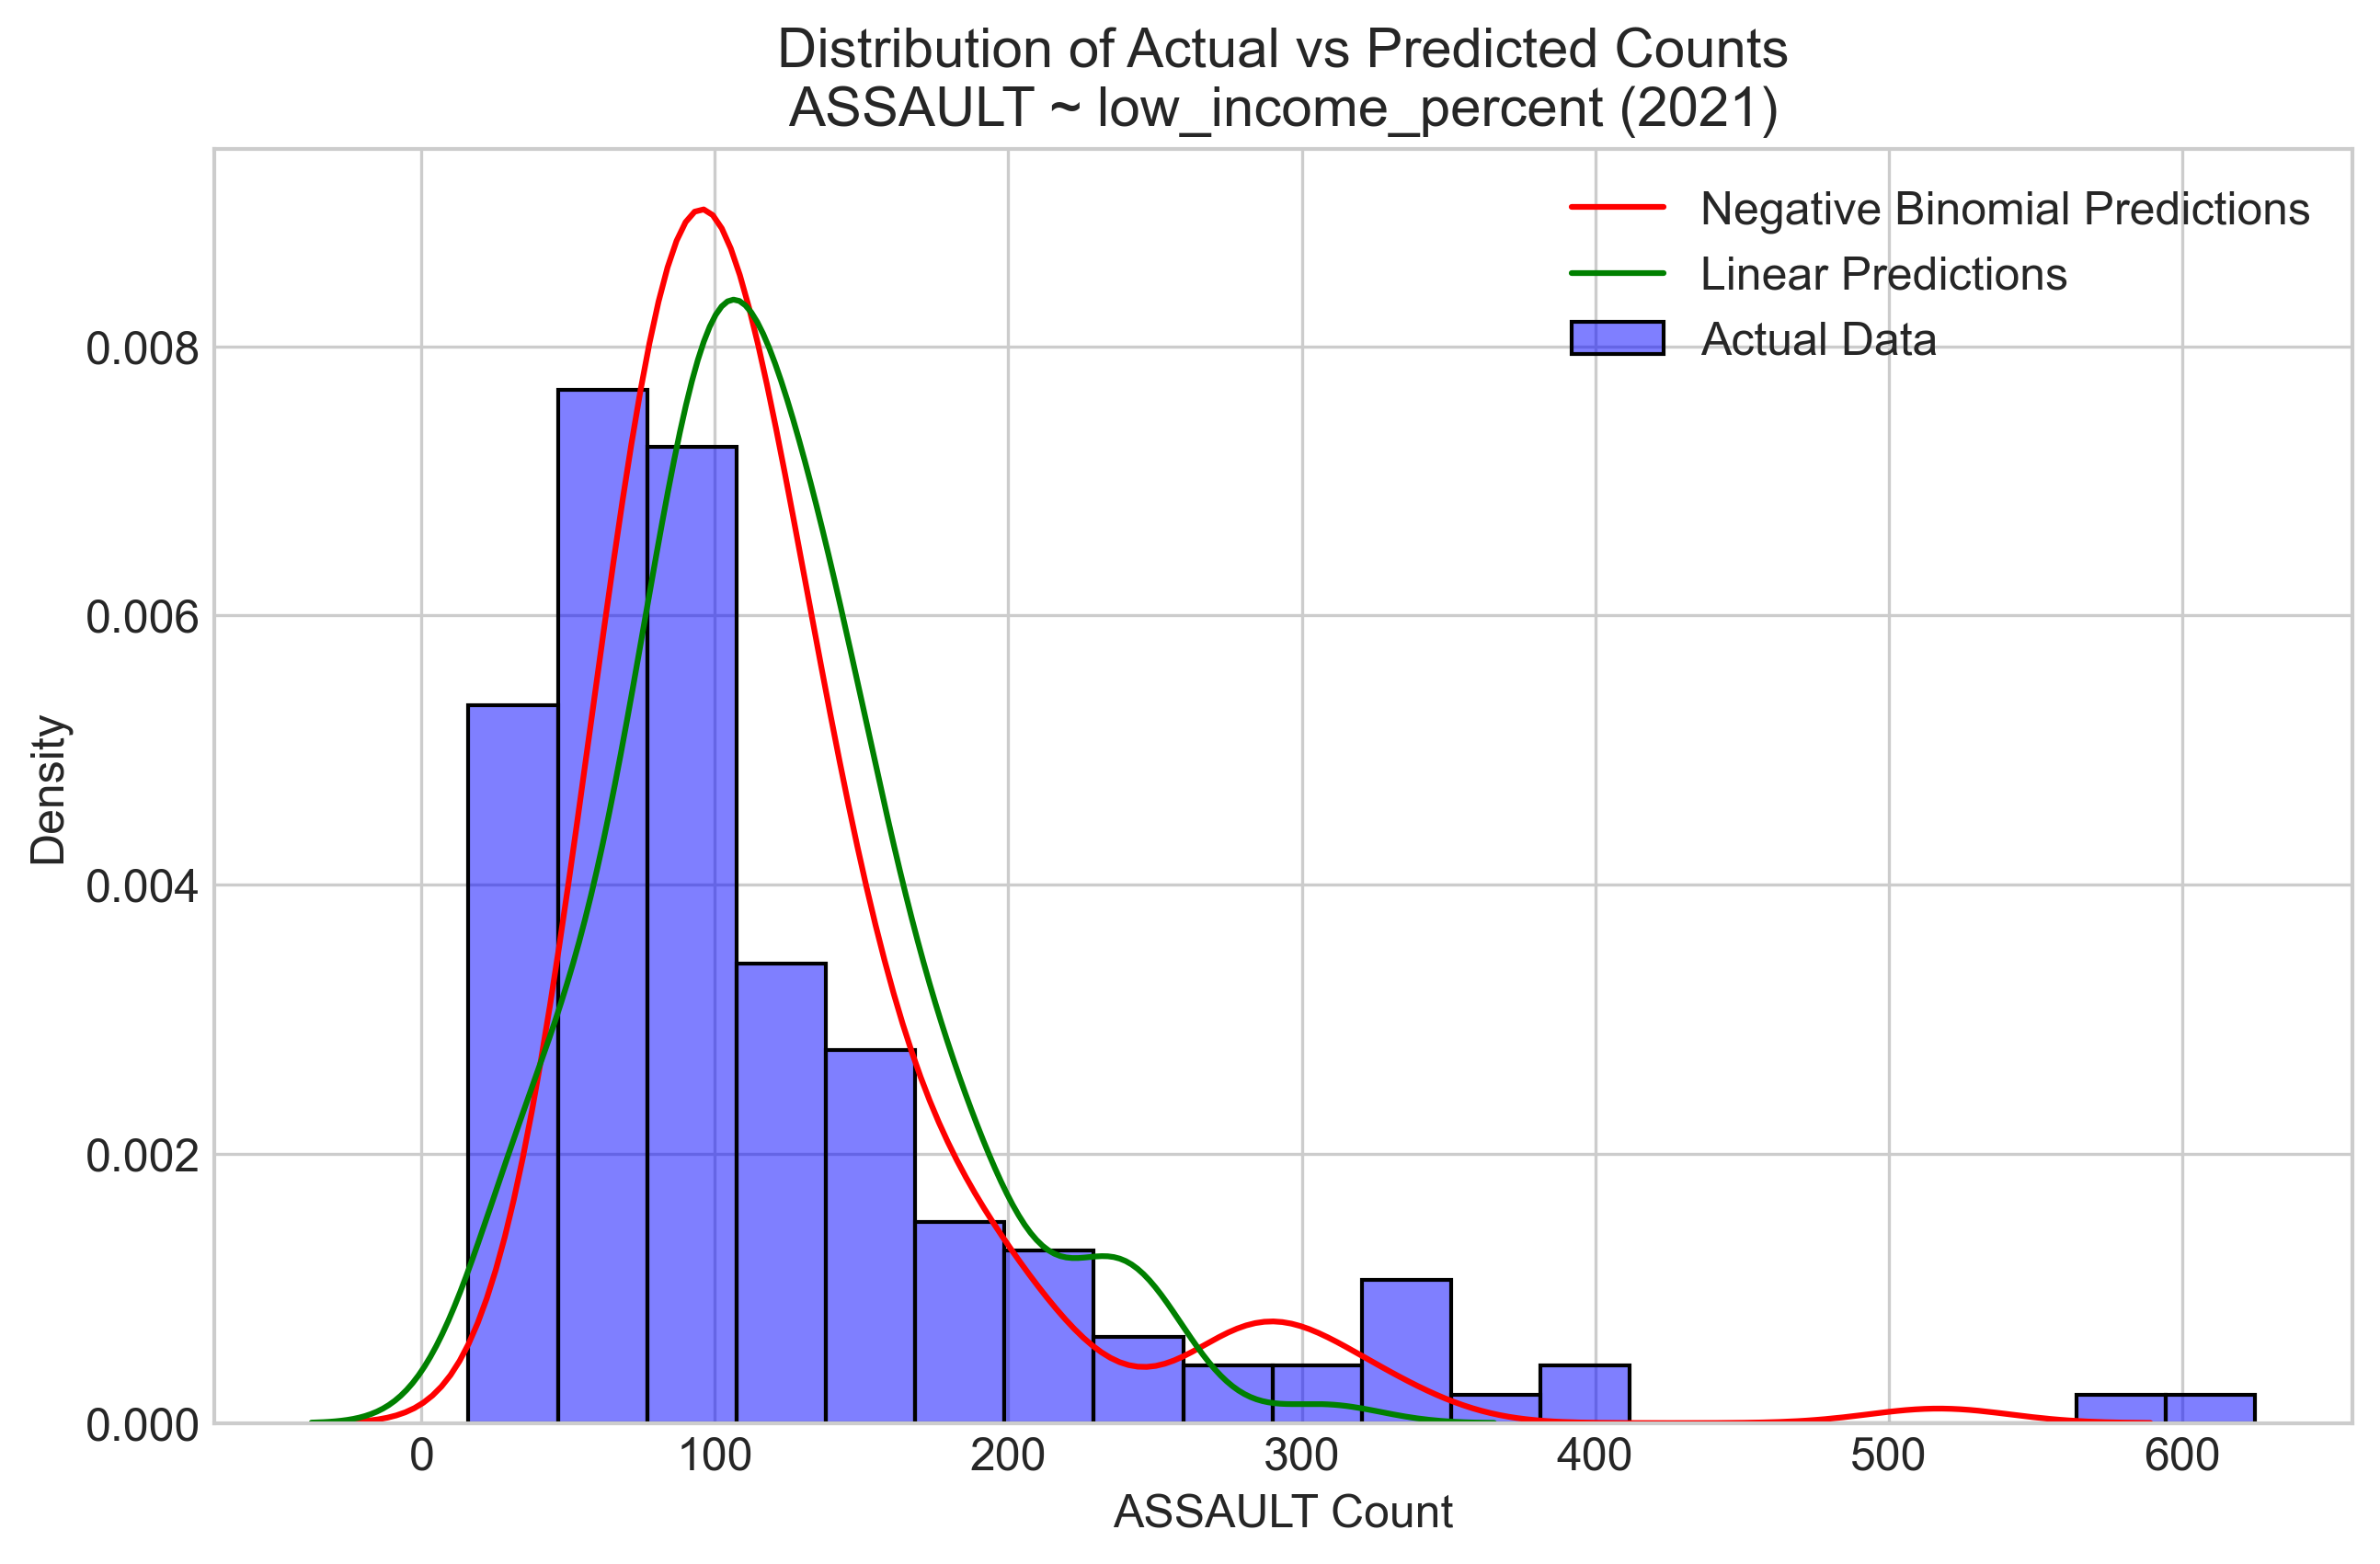 Distribution of Actual vs Predicted Counts
ASSAULT ~ low_income_percent (2021)
Negative Binomial Predictions
Linear Predictions
Actual Data
0.008
0.006
0.004
0.002
0.000
Density
0 100 200 300 400 500 600
ASSAULT Count